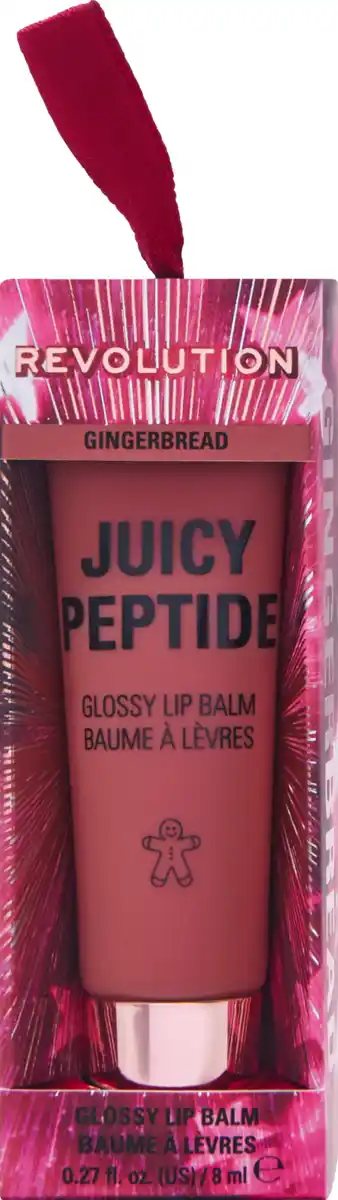 REVOLUTION
GINGERBREAD
JUICY
PEPTIDE
GLOSSY LIP BALM
BAUME À LÈVRES
GLOSSY LIP BALM
BAUME À LÈVRES
0.27 fl. oz. (US) / 8 ml ℮
GINGERBREAD